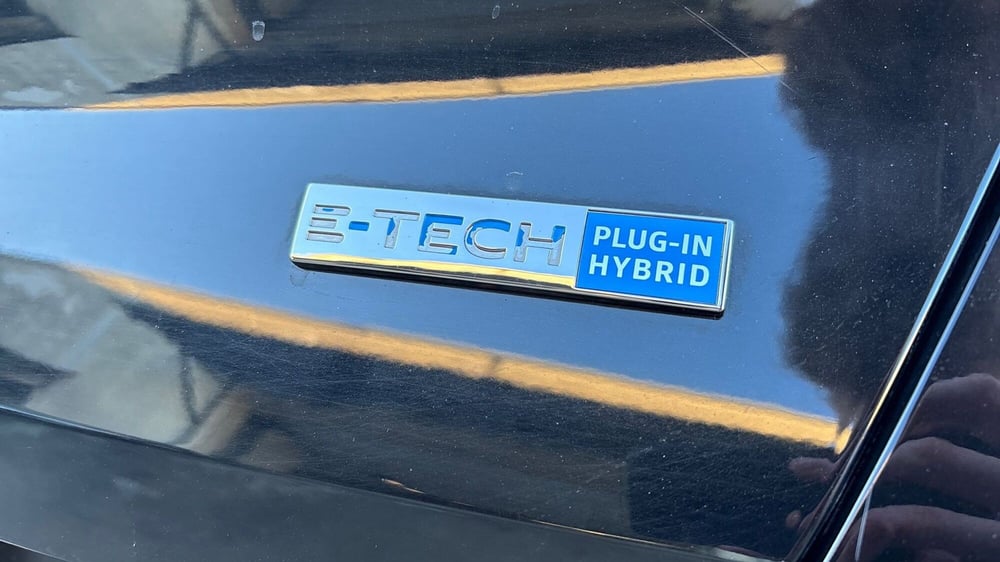 E-TECH
PLUG-IN
HYBRID